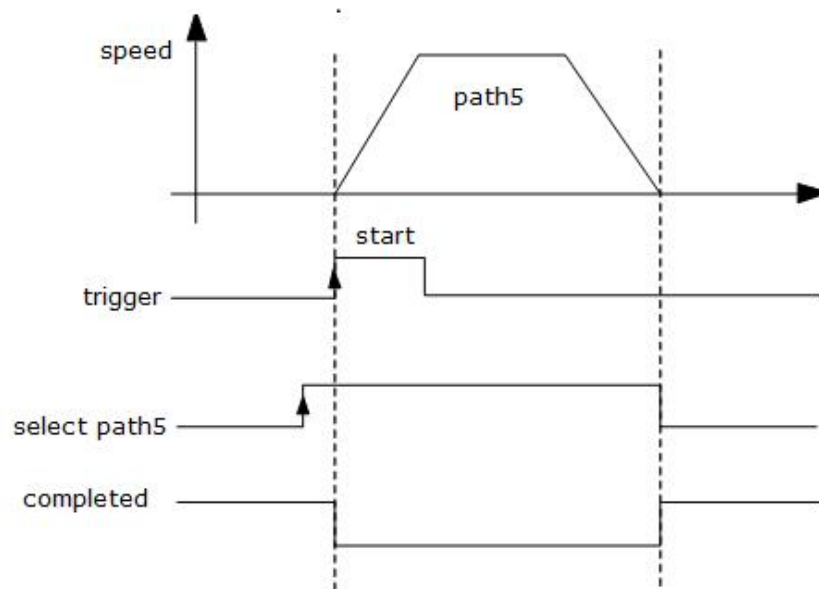 speed
path5
start
trigger
select path5
completed